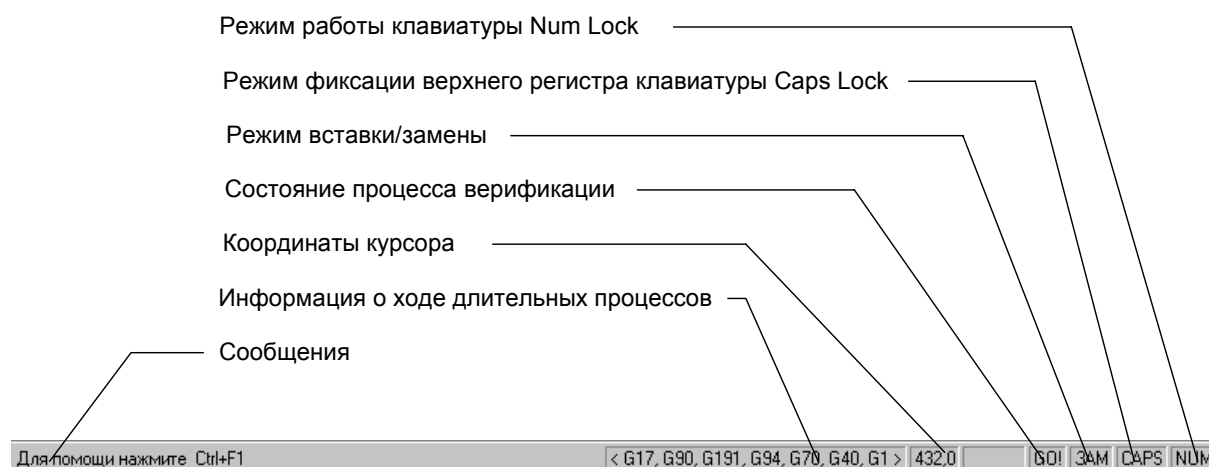 Режим работы клавиатуры Num Lock
Режим фиксации верхнего регистра клавиатуры Caps Lock
Режим вставки/замены
Состояние процесса верификации
Координаты курсора
Информация о ходе длительных процессов
Сообщения
Для помощи нажмите Ctrl+F1 < G17, G90, G191, G94, G70, G40, G1 > 432,0 GO! ЗАМ CAPS NUM